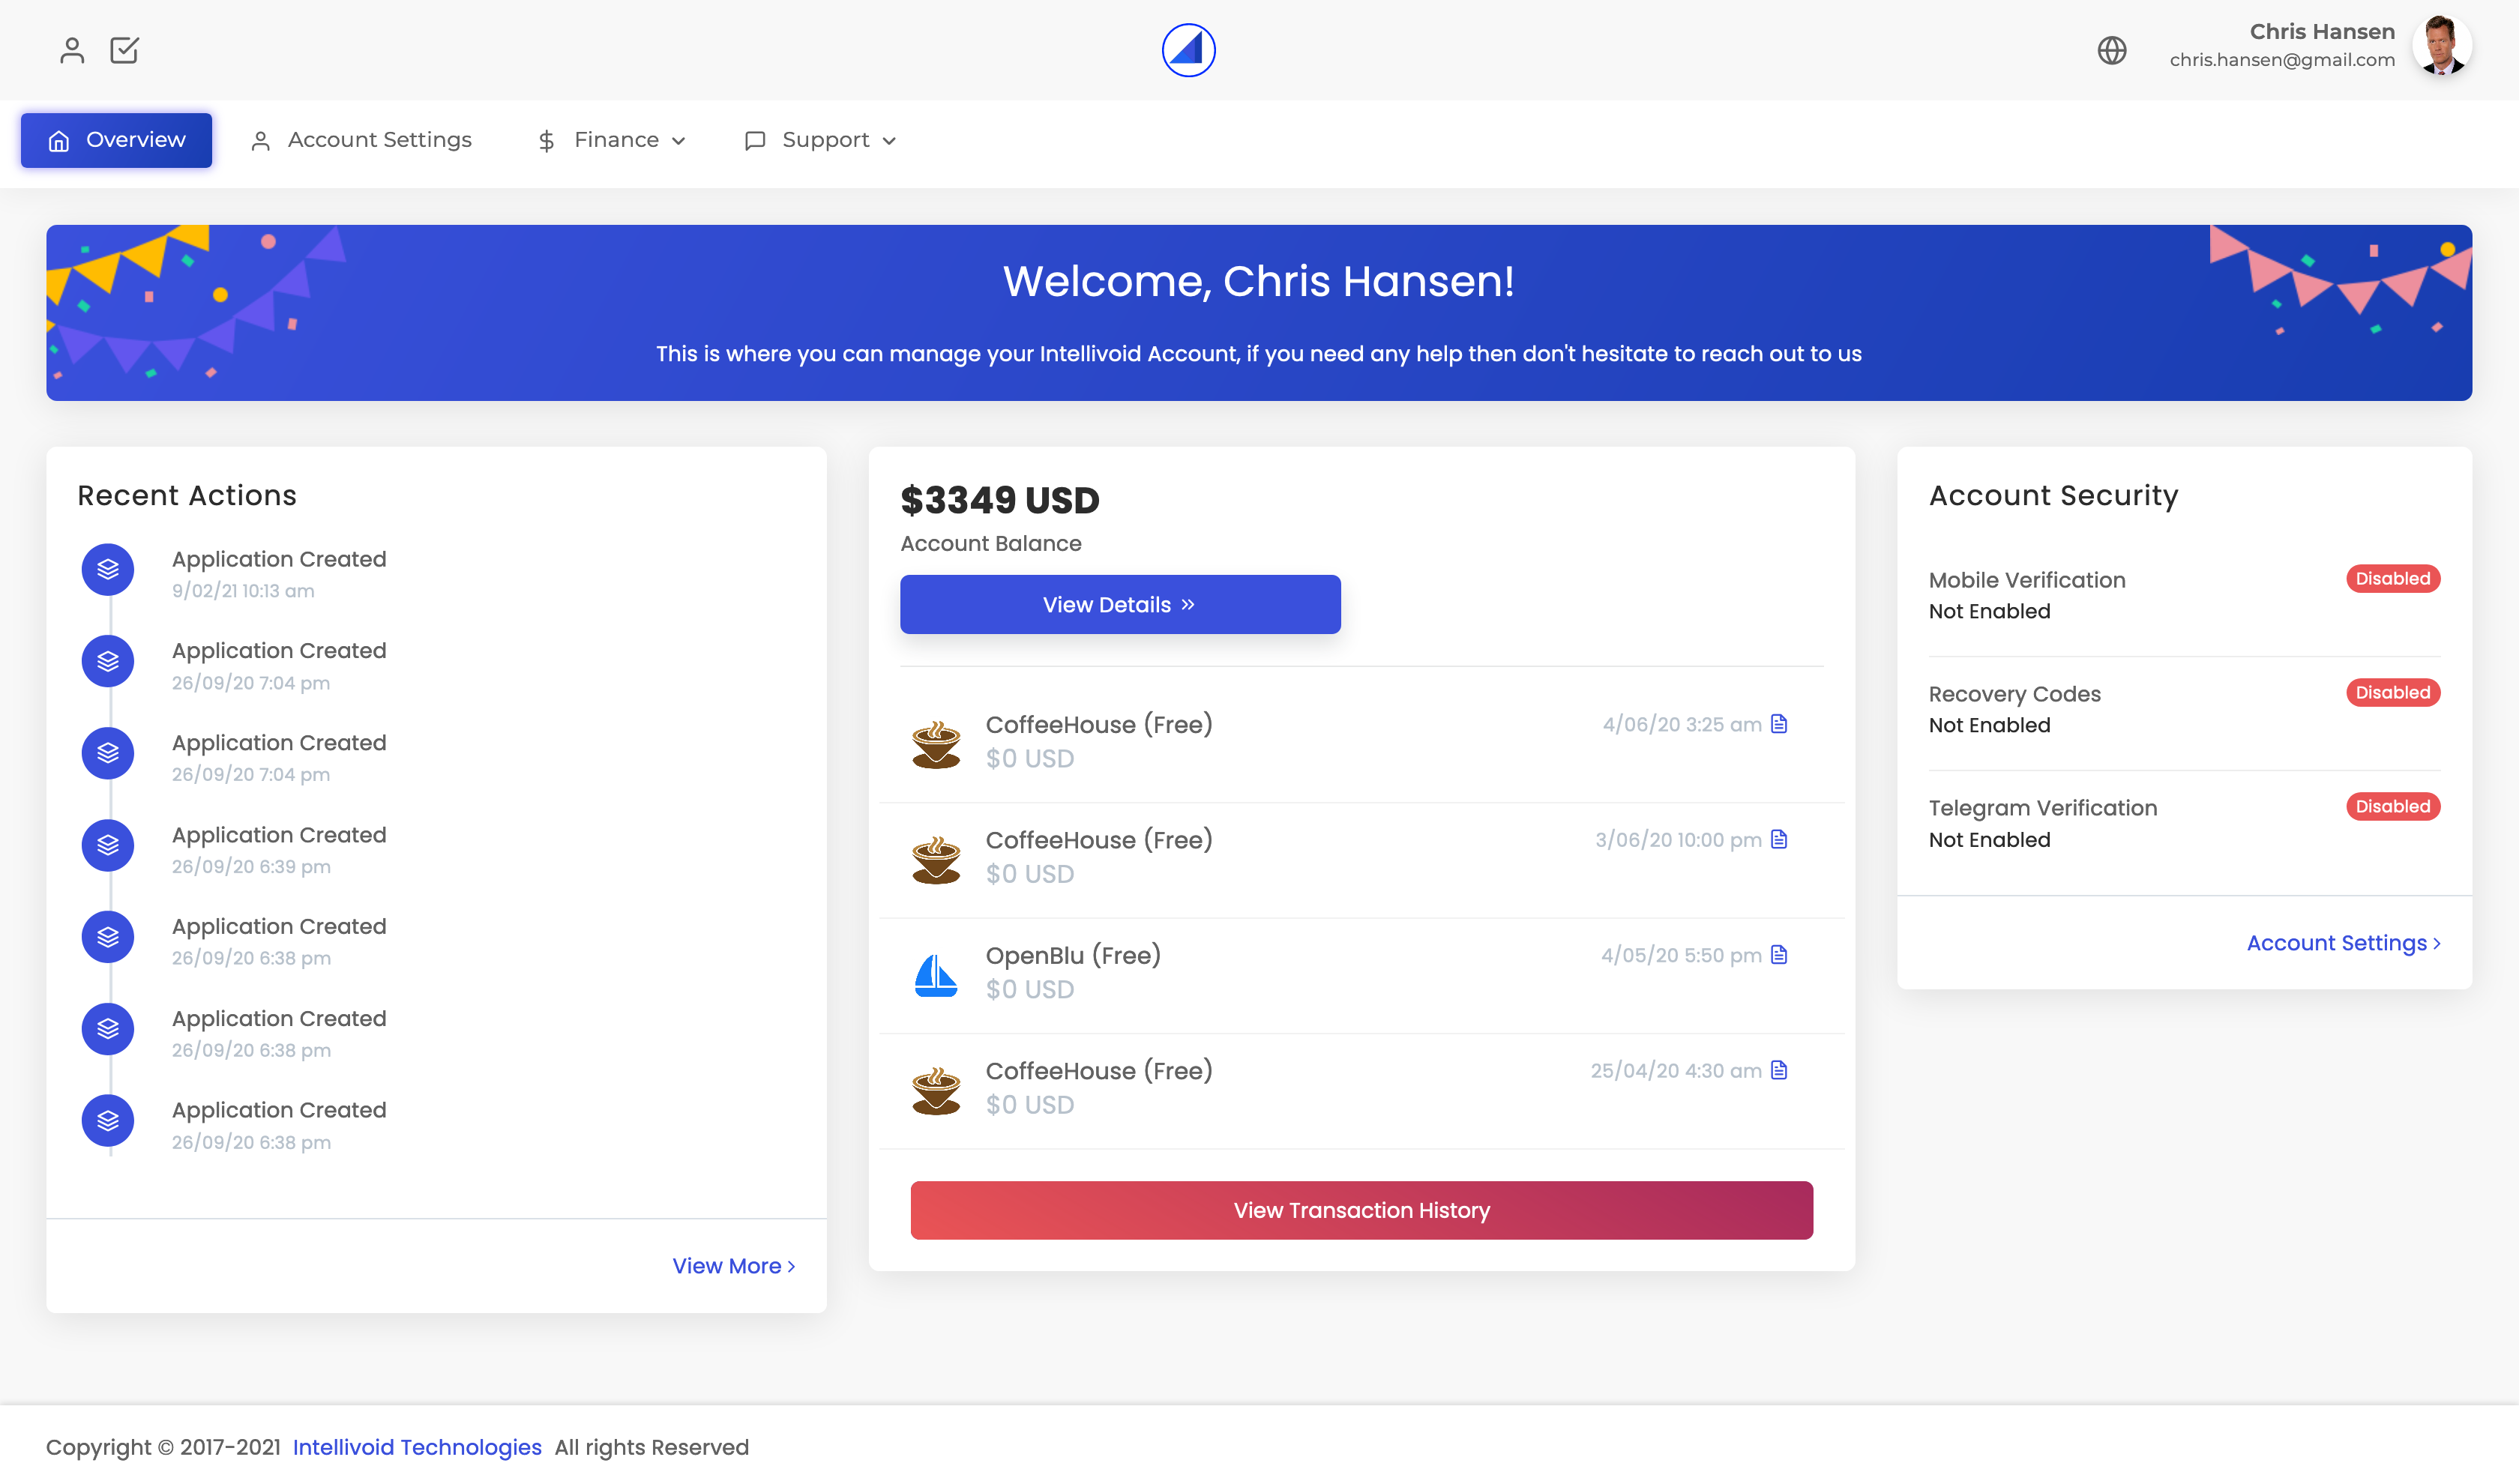 Chris Hansen
chris.hansen@gmail.com
Overview
Account Settings
Finance
Support
Welcome, Chris Hansen!
This is where you can manage your Intellivoid Account, if you need any help then don't hesitate to reach out to us
Recent Actions
Application Created
9/02/21 10:13 am
Application Created
26/09/20 7:04 pm
Application Created
26/09/20 7:04 pm
Application Created
26/09/20 6:39 pm
Application Created
26/09/20 6:38 pm
Application Created
26/09/20 6:38 pm
Application Created
26/09/20 6:38 pm
View More
$3349 USD
Account Balance
View Details
CoffeeHouse (Free)
4/06/20 3:25 am
$0 USD
CoffeeHouse (Free)
3/06/20 10:00 pm
$0 USD
OpenBlu (Free)
4/05/20 5:50 pm
$0 USD
CoffeeHouse (Free)
25/04/20 4:30 am
$0 USD
View Transaction History
Account Security
Mobile Verification
Disabled
Not Enabled
Recovery Codes
Disabled
Not Enabled
Telegram Verification
Disabled
Not Enabled
Account Settings
Copyright © 2017-2021 Intellivoid Technologies All rights Reserved